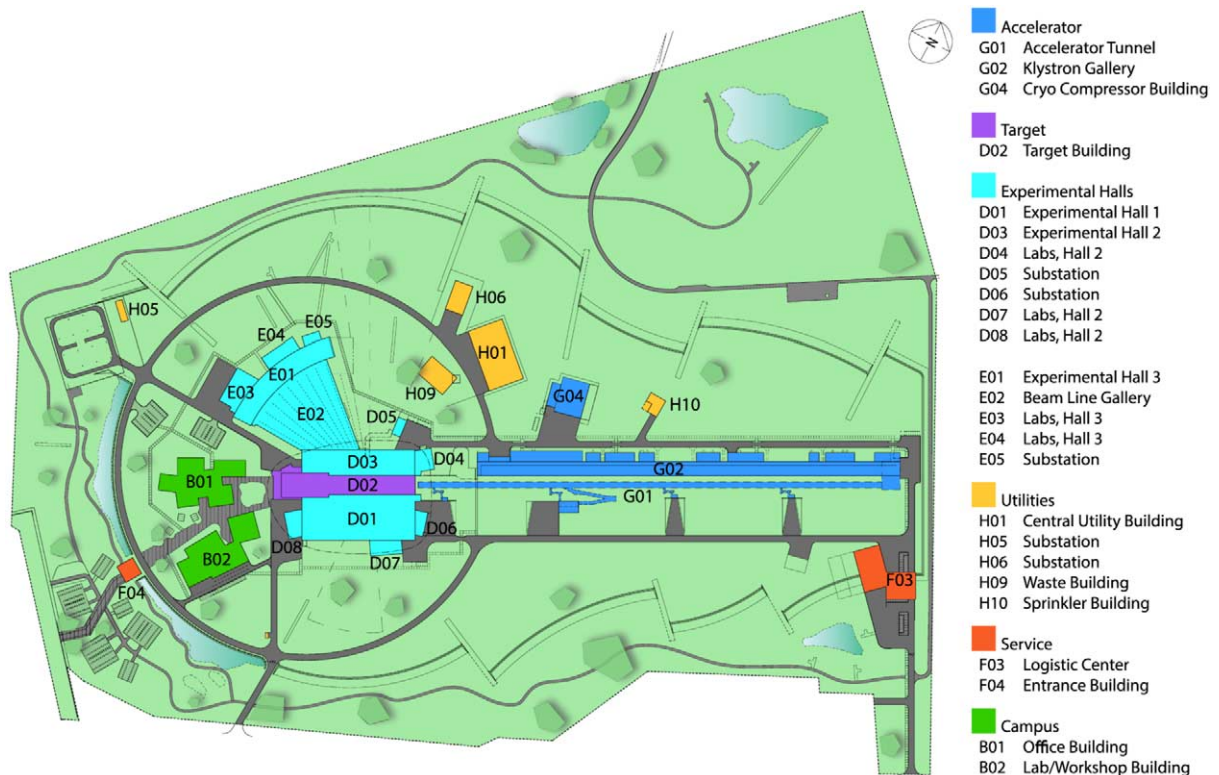 N
Accelerator
G01 Accelerator Tunnel
G02 Klystron Gallery
G04 Cryo Compressor Building
Target
D02 Target Building
Experimental Halls
D01 Experimental Hall 1
D03 Experimental Hall 2
D04 Labs, Hall 2
D05 Substation
D06 Substation
D07 Labs, Hall 2
D08 Labs, Hall 2
E01 Experimental Hall 3
E02 Beam Line Gallery
E03 Labs, Hall 3
E04 Labs, Hall 3
E05 Substation
Utilities
H01 Central Utility Building
H05 Substation
H06 Substation
H09 Waste Building
H10 Sprinkler Building
Service
F03 Logistic Center
F04 Entrance Building
Campus
B01 Office Building
B02 Lab/Workshop Building
H05
H06
E05
E04
E01
H01
E03
H09
G04
H10
E02
D05
D03
D04
G02
B01
D02
G01
D01
D06
D08
D07
B02
F04
F03